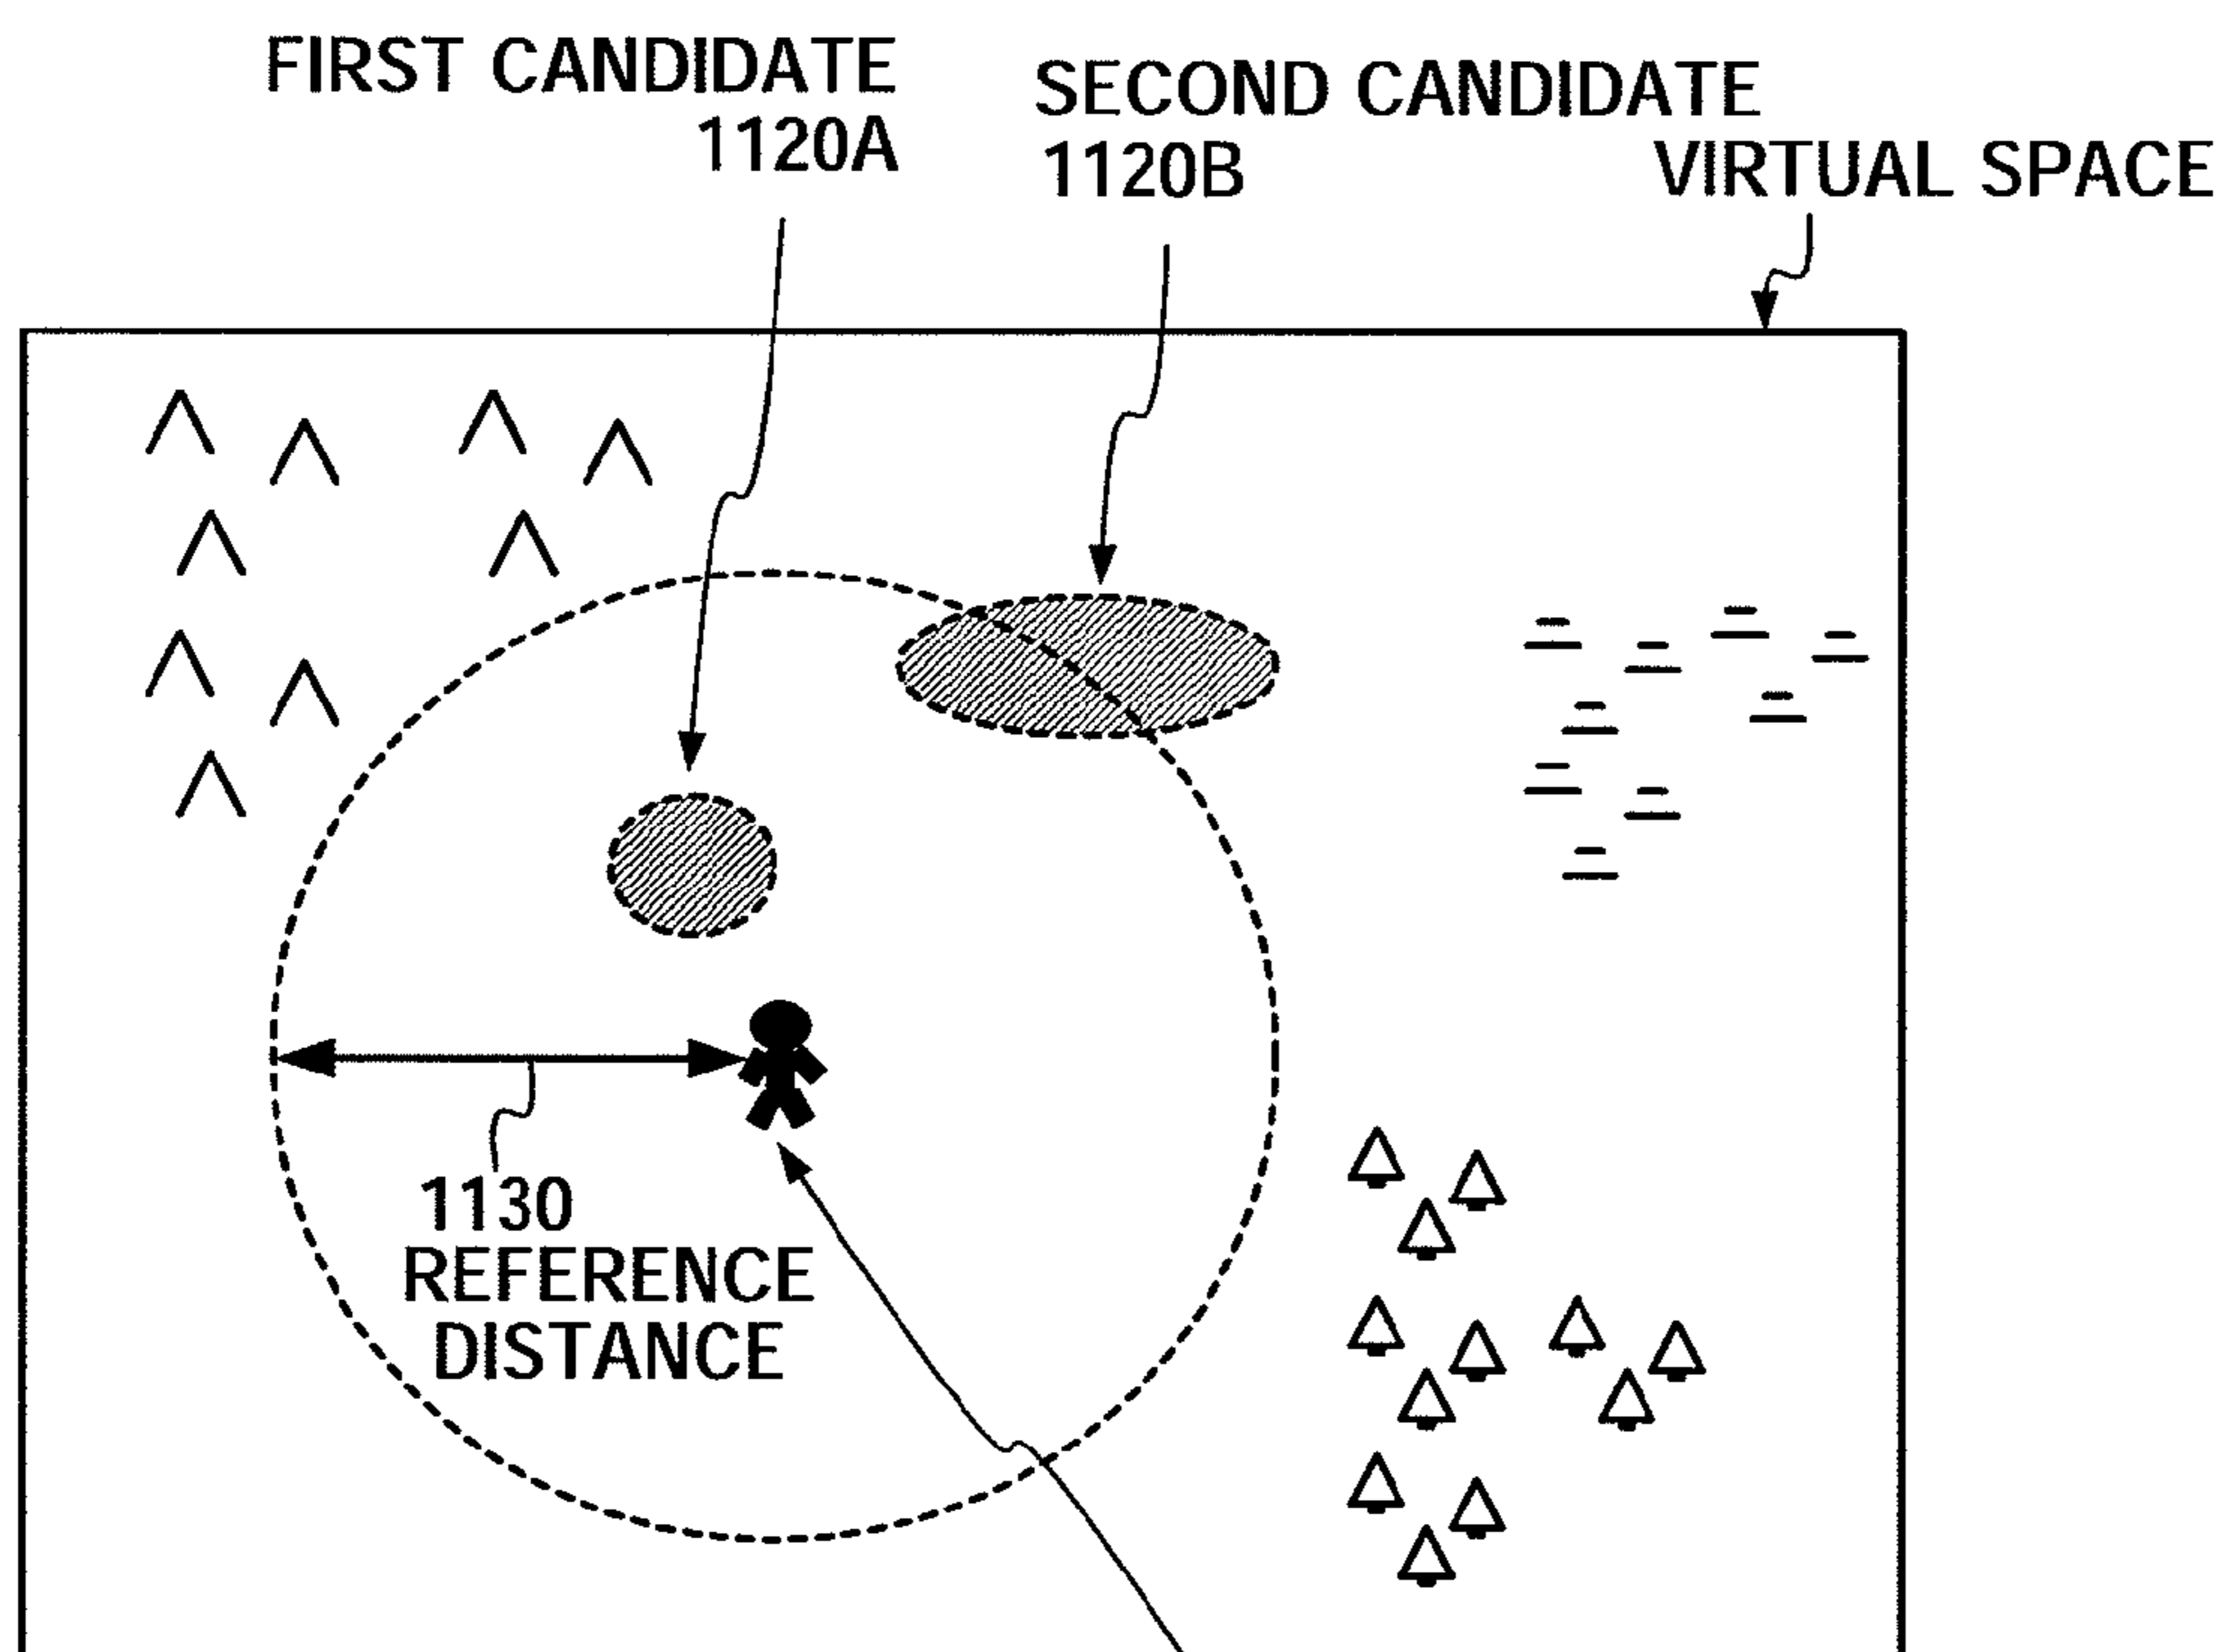 FIRST CANDIDATE
1120A
SECOND CANDIDATE
1120B
VIRTUAL SPACE
1130
REFERENCE
DISTANCE